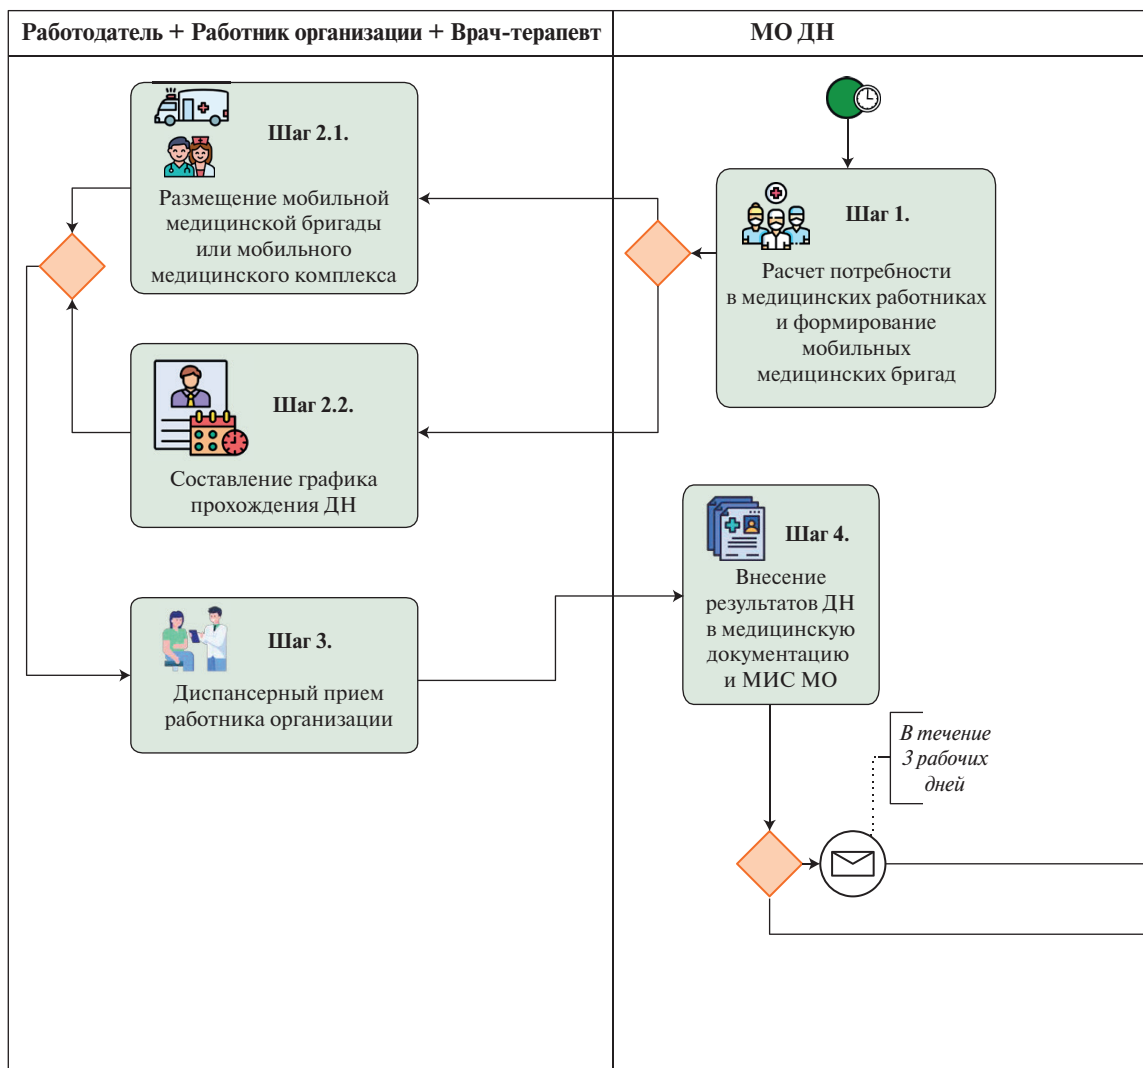 Работодатель + Работник организации + Врач-терапевт
МО ДН
Шаг 2.1.
Размещение мобильной
медицинской бригады
или мобильного
медицинского комплекса
Шаг 1.
Расчет потребности
в медицинских работниках
и формирование
мобильных
медицинских бригад
Шаг 2.2.
Составление графика
прохождения ДН
Шаг 4.
Внесение
результатов ДН
в медицинскую
документацию
и МИС МО
Шаг 3.
Диспансерный прием
работника организации
В течение
3 рабочих
дней